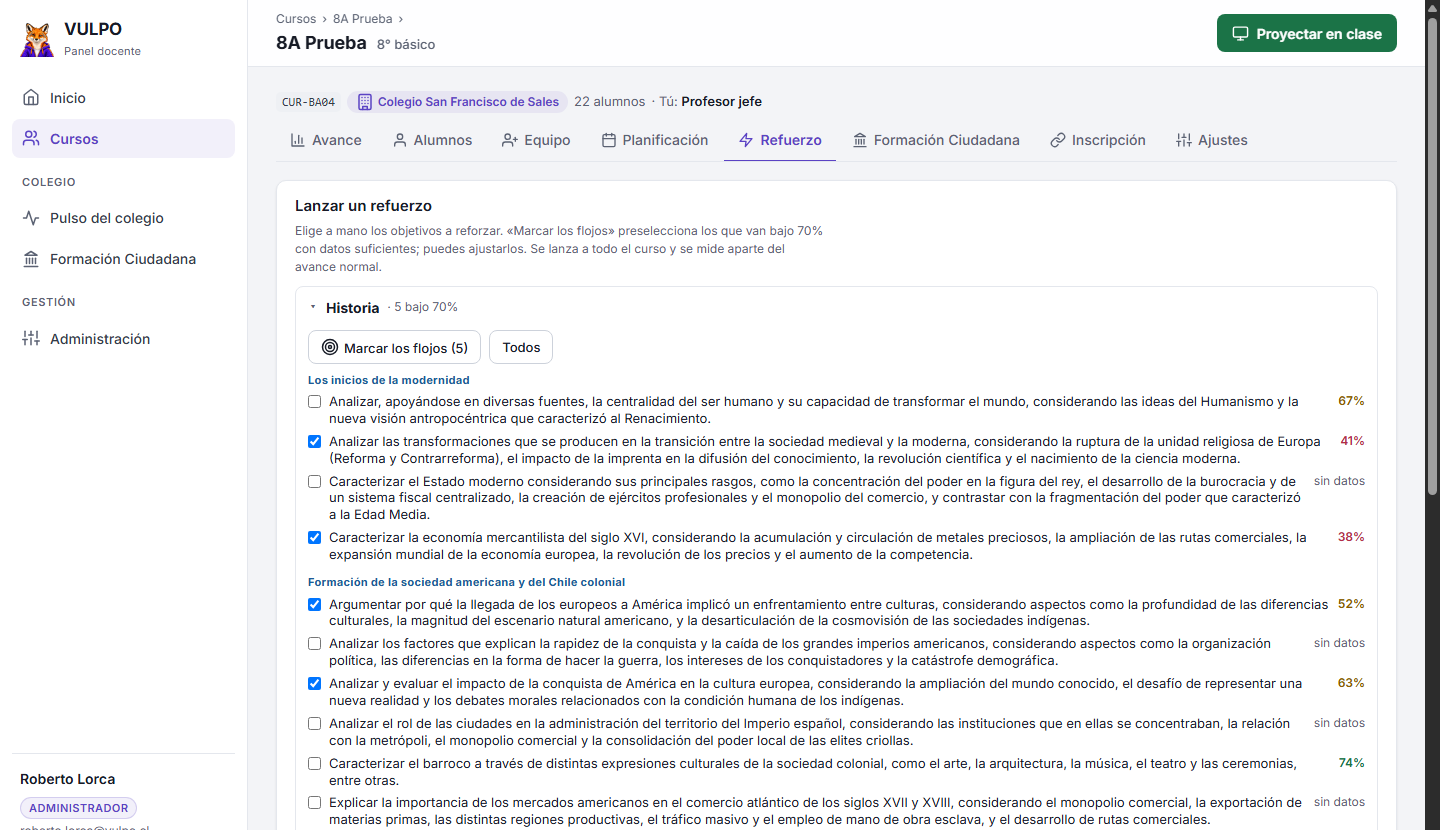 VULPO
Panel docente
Inicio
Cursos
COLEGIO
Pulso del colegio
Formación Ciudadana
GESTIÓN
Administración
Roberto Lorca
ADMINISTRADOR
Cursos › 8A Prueba ›
8A Prueba 8° básico
Proyectar en clase
CUR-BA04 Colegio San Francisco de Sales 22 alumnos · Tú: Profesor jefe
Avance Alumnos Equipo Planificación Refuerzo Formación Ciudadana Inscripción Ajustes
Lanzar un refuerzo
Elige a mano los objetivos a reforzar. «Marcar los flojos» preselecciona los que van bajo 70%
con datos suficientes; puedes ajustarlos. Se lanza a todo el curso y se mide aparte del
avance normal.
Historia · 5 bajo 70%
Marcar los flojos (5) Todos
Los inicios de la modernidad
Analizar, apoyándose en diversas fuentes, la centralidad del ser humano y su capacidad de transformar el mundo, considerando las ideas del Humanismo y la 67%
nueva visión antropocéntrica que caracterizó al Renacimiento.
Analizar las transformaciones que se producen en la transición entre la sociedad medieval y la moderna, considerando la ruptura de la unidad religiosa de Europa 41%
(Reforma y Contrarreforma), el impacto de la imprenta en la difusión del conocimiento, la revolución científica y el nacimiento de la ciencia moderna.
Caracterizar el Estado moderno considerando sus principales rasgos, como la concentración del poder en la figura del rey, el desarrollo de la burocracia y de sin datos
un sistema fiscal centralizado, la creación de ejércitos profesionales y el monopolio del comercio, y contrastar con la fragmentación del poder que caracterizó
a la Edad Media.
Caracterizar la economía mercantilista del siglo XVI, considerando la acumulación y circulación de metales preciosos, la ampliación de las rutas comerciales, la 38%
expansión mundial de la economía europea, la revolución de los precios y el aumento de la competencia.
Formación de la sociedad americana y del Chile colonial
Argumentar por qué la llegada de los europeos a América implicó un enfrentamiento entre culturas, considerando aspectos como la profundidad de las diferencias 52%
culturales, la magnitud del escenario natural americano, y la desarticulación de la cosmovisión de las sociedades indígenas.
Analizar los factores que explican la rapidez de la conquista y la caída de los grandes imperios americanos, considerando aspectos como la organización sin datos
política, las diferencias en la forma de hacer la guerra, los intereses de los conquistadores y la catástrofe demográfica.
Analizar y evaluar el impacto de la conquista de América en la cultura europea, considerando la ampliación del mundo conocido, el desafío de representar una 63%
nueva realidad y los debates morales relacionados con la condición humana de los indígenas.
Analizar el rol de las ciudades en la administración del territorio del Imperio español, considerando las instituciones que en ellas se concentraban, la relación sin datos
con la metrópoli, el monopolio comercial y la consolidación del poder local de las elites criollas.
Caracterizar el barroco a través de distintas expresiones culturales de la sociedad colonial, como el arte, la arquitectura, la música, el teatro y las ceremonias, 74%
entre otras.
Explicar la importancia de los mercados americanos en el comercio atlántico de los siglos XVII y XVIII, considerando el monopolio comercial, la exportación de sin datos
materias primas, las distintas regiones productivas, el tráfico masivo y el empleo de mano de obra esclava, y el desarrollo de rutas comerciales.